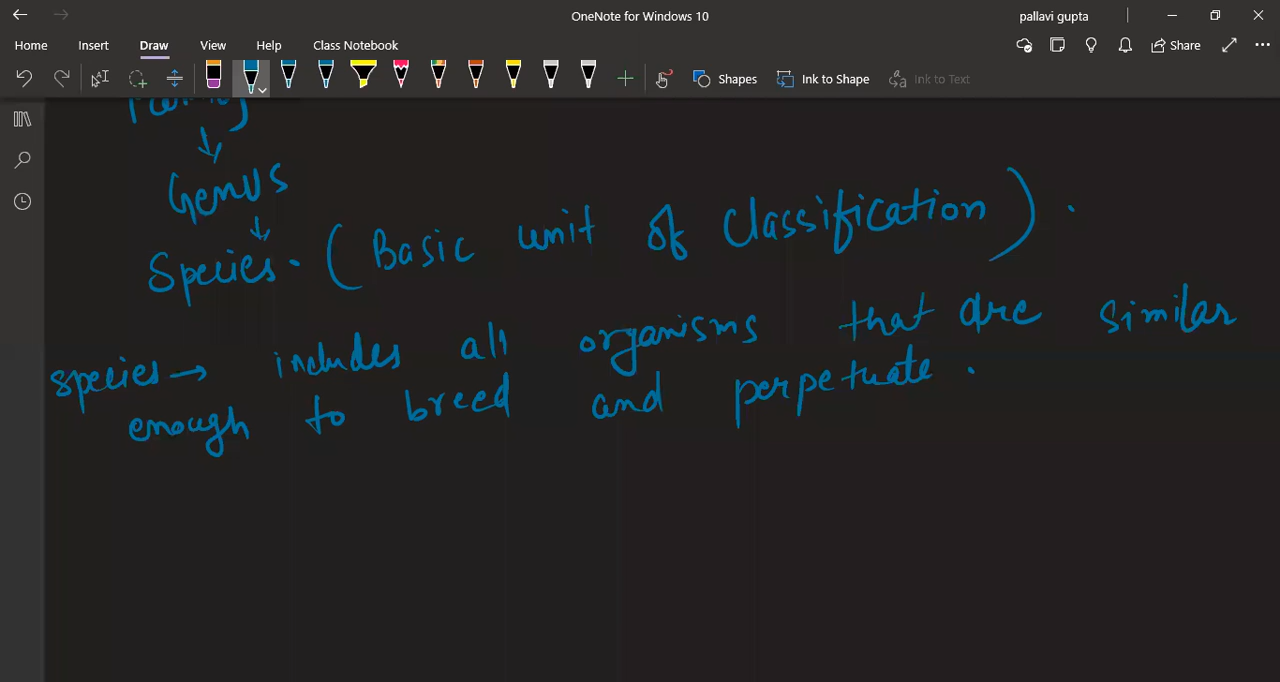 OneNote for Windows 10
pallavi gupta
Home Insert Draw View Help Class Notebook
Share
Shapes Ink to Shape Ink to Text
Family
↓
Genus
↓
Species. (Basic unit of Classification).
species → includes all organisms that are similar
enough to breed and perpetuate.